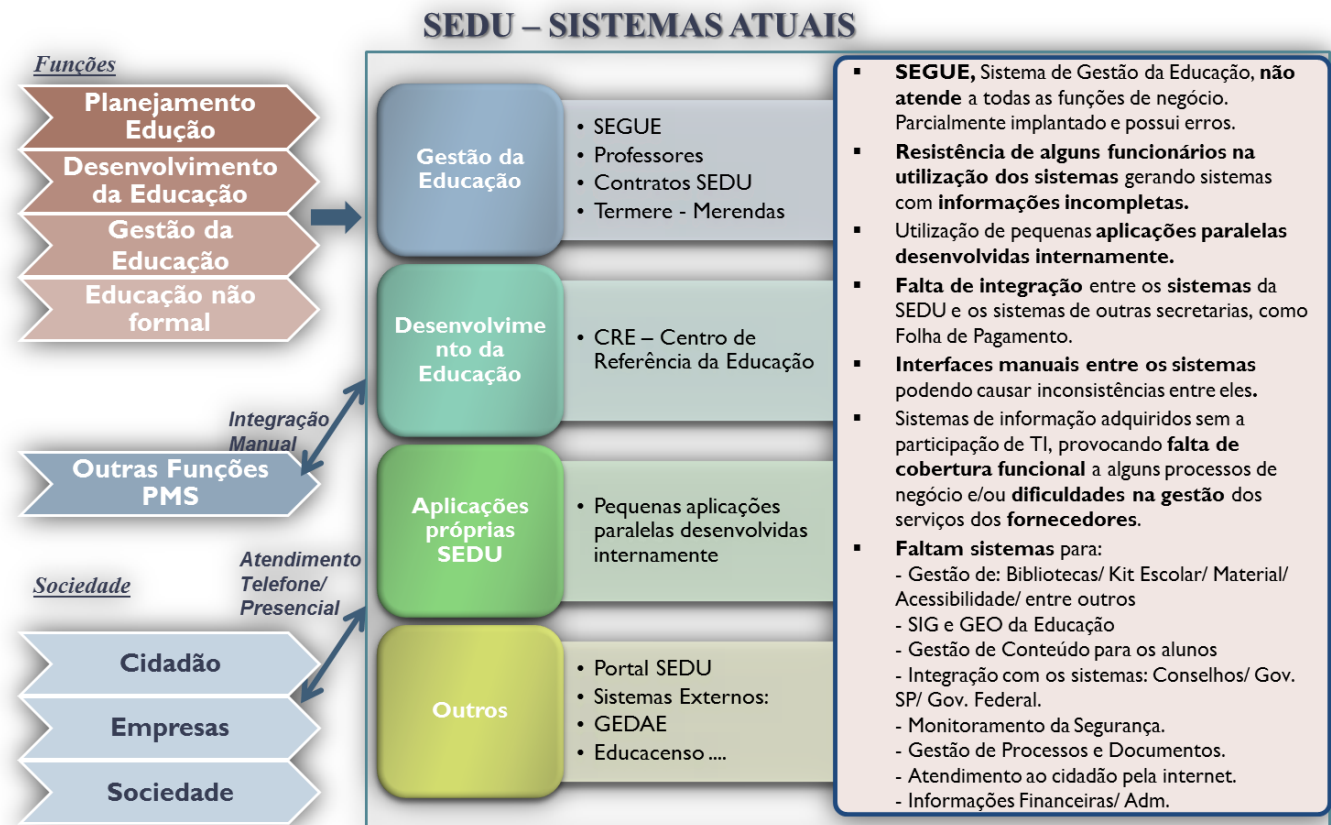 SEDU – SISTEMAS ATUAIS
Funções
Planejamento
Edução
Desenvolvimento
da Educação
Gestão da
Educação
Educação não
formal
Integração
Manual
Outras Funções
PMS
Atendimento
Telefone/
Presencial
Sociedade
Cidadão
Empresas
Sociedade
Gestão da
Educação
• SEGUE
• Professores
• Contratos SEDU
• Termere - Merendas
Desenvolvime
nto da
Educação
• CRE – Centro de
Referência da Educação
Aplicações
próprias
SEDU
• Pequenas aplicações
paralelas desenvolvidas
internamente
Outros
• Portal SEDU
• Sistemas Externos:
• GEDAE
• Educacenso ....
▪ SEGUE, Sistema de Gestão da Educação, não
atende a todas as funções de negócio.
Parcialmente implantado e possui erros.
▪ Resistência de alguns funcionários na
utilização dos sistemas gerando sistemas
com informações incompletas.
▪ Utilização de pequenas aplicações paralelas
desenvolvidas internamente.
▪ Falta de integração entre os sistemas da
SEDU e os sistemas de outras secretarias, como
Folha de Pagamento.
▪ Interfaces manuais entre os sistemas
podendo causar inconsistências entre eles.
▪ Sistemas de informação adquiridos sem a
participação de TI, provocando falta de
cobertura funcional a alguns processos de
negócio e/ou dificuldades na gestão dos
serviços dos fornecedores.
▪ Faltam sistemas para:
- Gestão de: Bibliotecas/ Kit Escolar/ Material/
Acessibilidade/ entre outros
- SIG e GEO da Educação
- Gestão de Conteúdo para os alunos
- Integração com os sistemas: Conselhos/ Gov.
SP/ Gov. Federal.
- Monitoramento da Segurança.
- Gestão de Processos e Documentos.
- Atendimento ao cidadão pela internet.
- Informações Financeiras/ Adm.